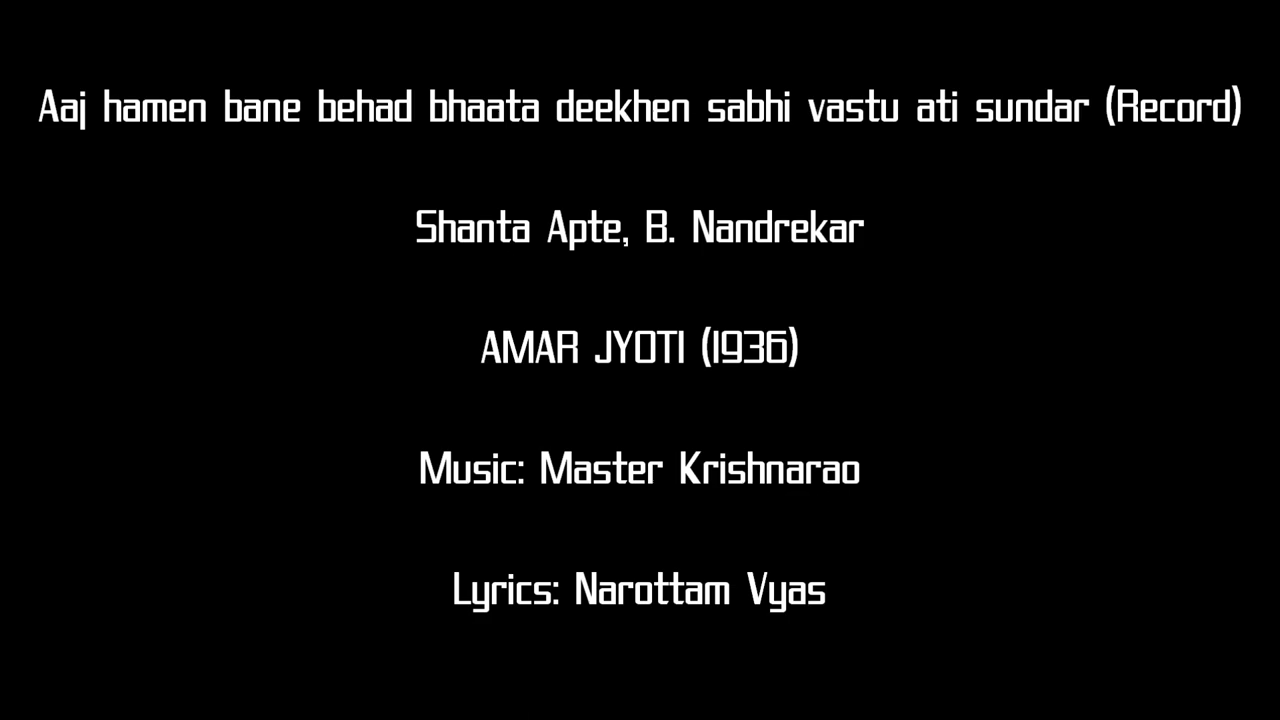 Aaj hamen bane behad bhaata deekhen sabhi vastu ati sundar (Record)
Shanta Apte, B. Nandrekar
AMAR JYOTI (1936)
Music: Master Krishnarao
Lyrics: Narottam Vyas